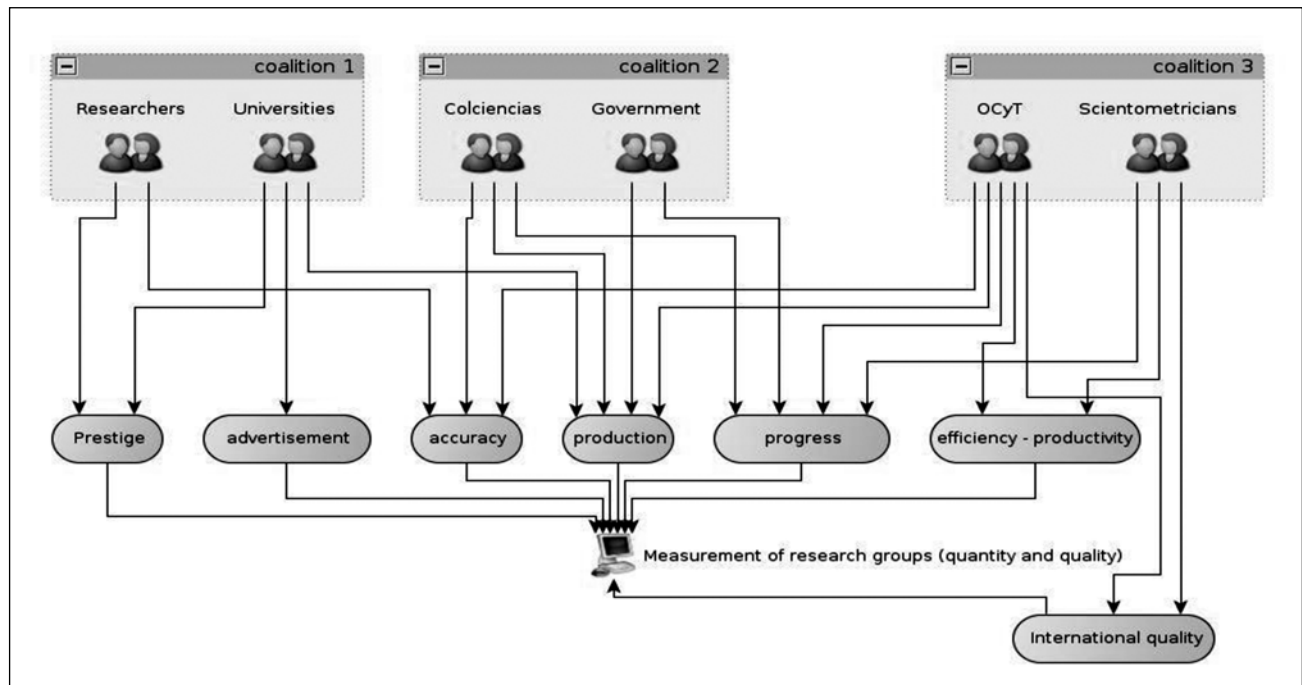 coalition 1
coalition 2
coalition 3
Researchers
Universities
Colciencias
Government
OCyT
Scientometricians
Prestige
advertisement
accuracy
production
progress
efficiency - productivity
Measurement of research groups (quantity and quality)
International quality